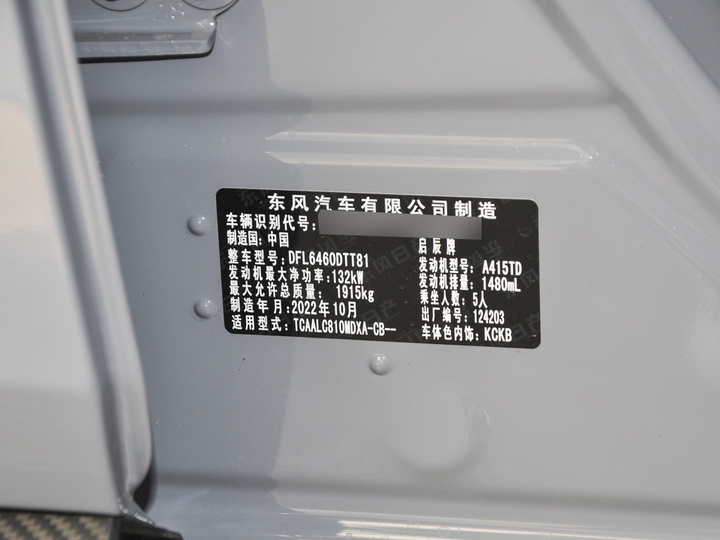 东风汽车有限公司制造
车辆识别代号:
制造国:中国 启辰牌
整车型号:DFL6460DTT81 发动机型号:A415TD
发动机最大净功率:132kW 发动机排量:1480mL
最大允许总质量: 1915kg 乘坐人数:5人
制造年月:2022年10月 出厂编号:124203
适用型式:TCAALC810MDXA-CB-- 车体色内饰:KCKB